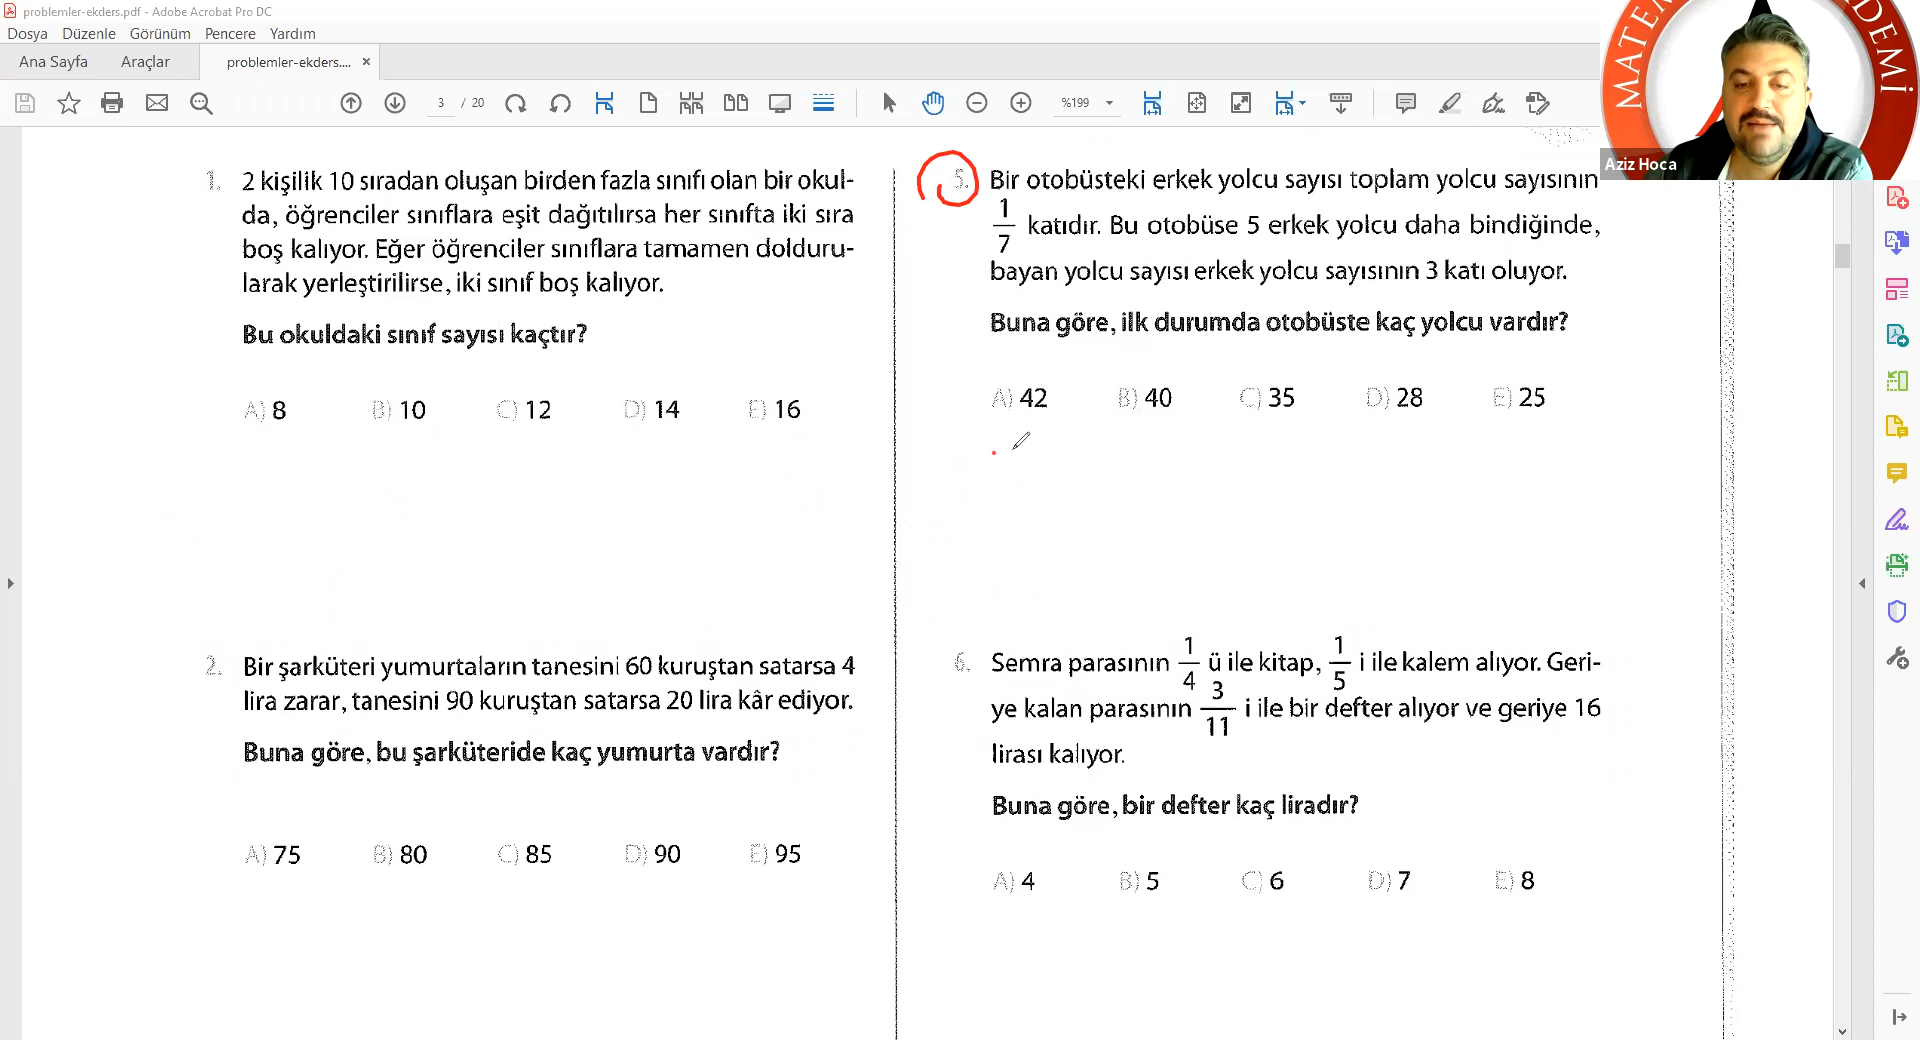 problemler-ekders.pdf - Adobe Acrobat Pro DC
Dosya Düzenle Görünüm Pencere Yardım
Ana Sayfa Araçlar problemler-ekders.... ×
3 / 20 %199
MATEM DEMİ
Aziz Hoca
1. 2 kişilik 10 sıradan oluşan birden fazla sınıfı olan bir okul-
da, öğrenciler sınıflara eşit dağıtılırsa her sınıfta iki sıra
boş kalıyor. Eğer öğrenciler sınıflara tamamen dolduru-
larak yerleştirilirse, iki sınıf boş kalıyor.
Bu okuldaki sınıf sayısı kaçtır?
A) 8 B) 10 C) 12 D) 14 E) 16
2. Bir şarküteri yumurtaların tanesini 60 kuruştan satarsa 4
lira zarar, tanesini 90 kuruştan satarsa 20 lira kâr ediyor.
Buna göre, bu şarküteride kaç yumurta vardır?
A) 75 B) 80 C) 85 D) 90 E) 95
5. Bir otobüsteki erkek yolcu sayısı toplam yolcu sayısının
1/7 katıdır. Bu otobüse 5 erkek yolcu daha bindiğinde,
bayan yolcu sayısı erkek yolcu sayısının 3 katı oluyor.
Buna göre, ilk durumda otobüste kaç yolcu vardır?
A) 42 B) 40 C) 35 D) 28 E) 25
6. Semra parasının 1/4 ü ile kitap, 1/5 i ile kalem alıyor. Geri-
ye kalan parasının 3/11 i ile bir defter alıyor ve geriye 16
lirası kalıyor.
Buna göre, bir defter kaç liradır?
A) 4 B) 5 C) 6 D) 7 E) 8